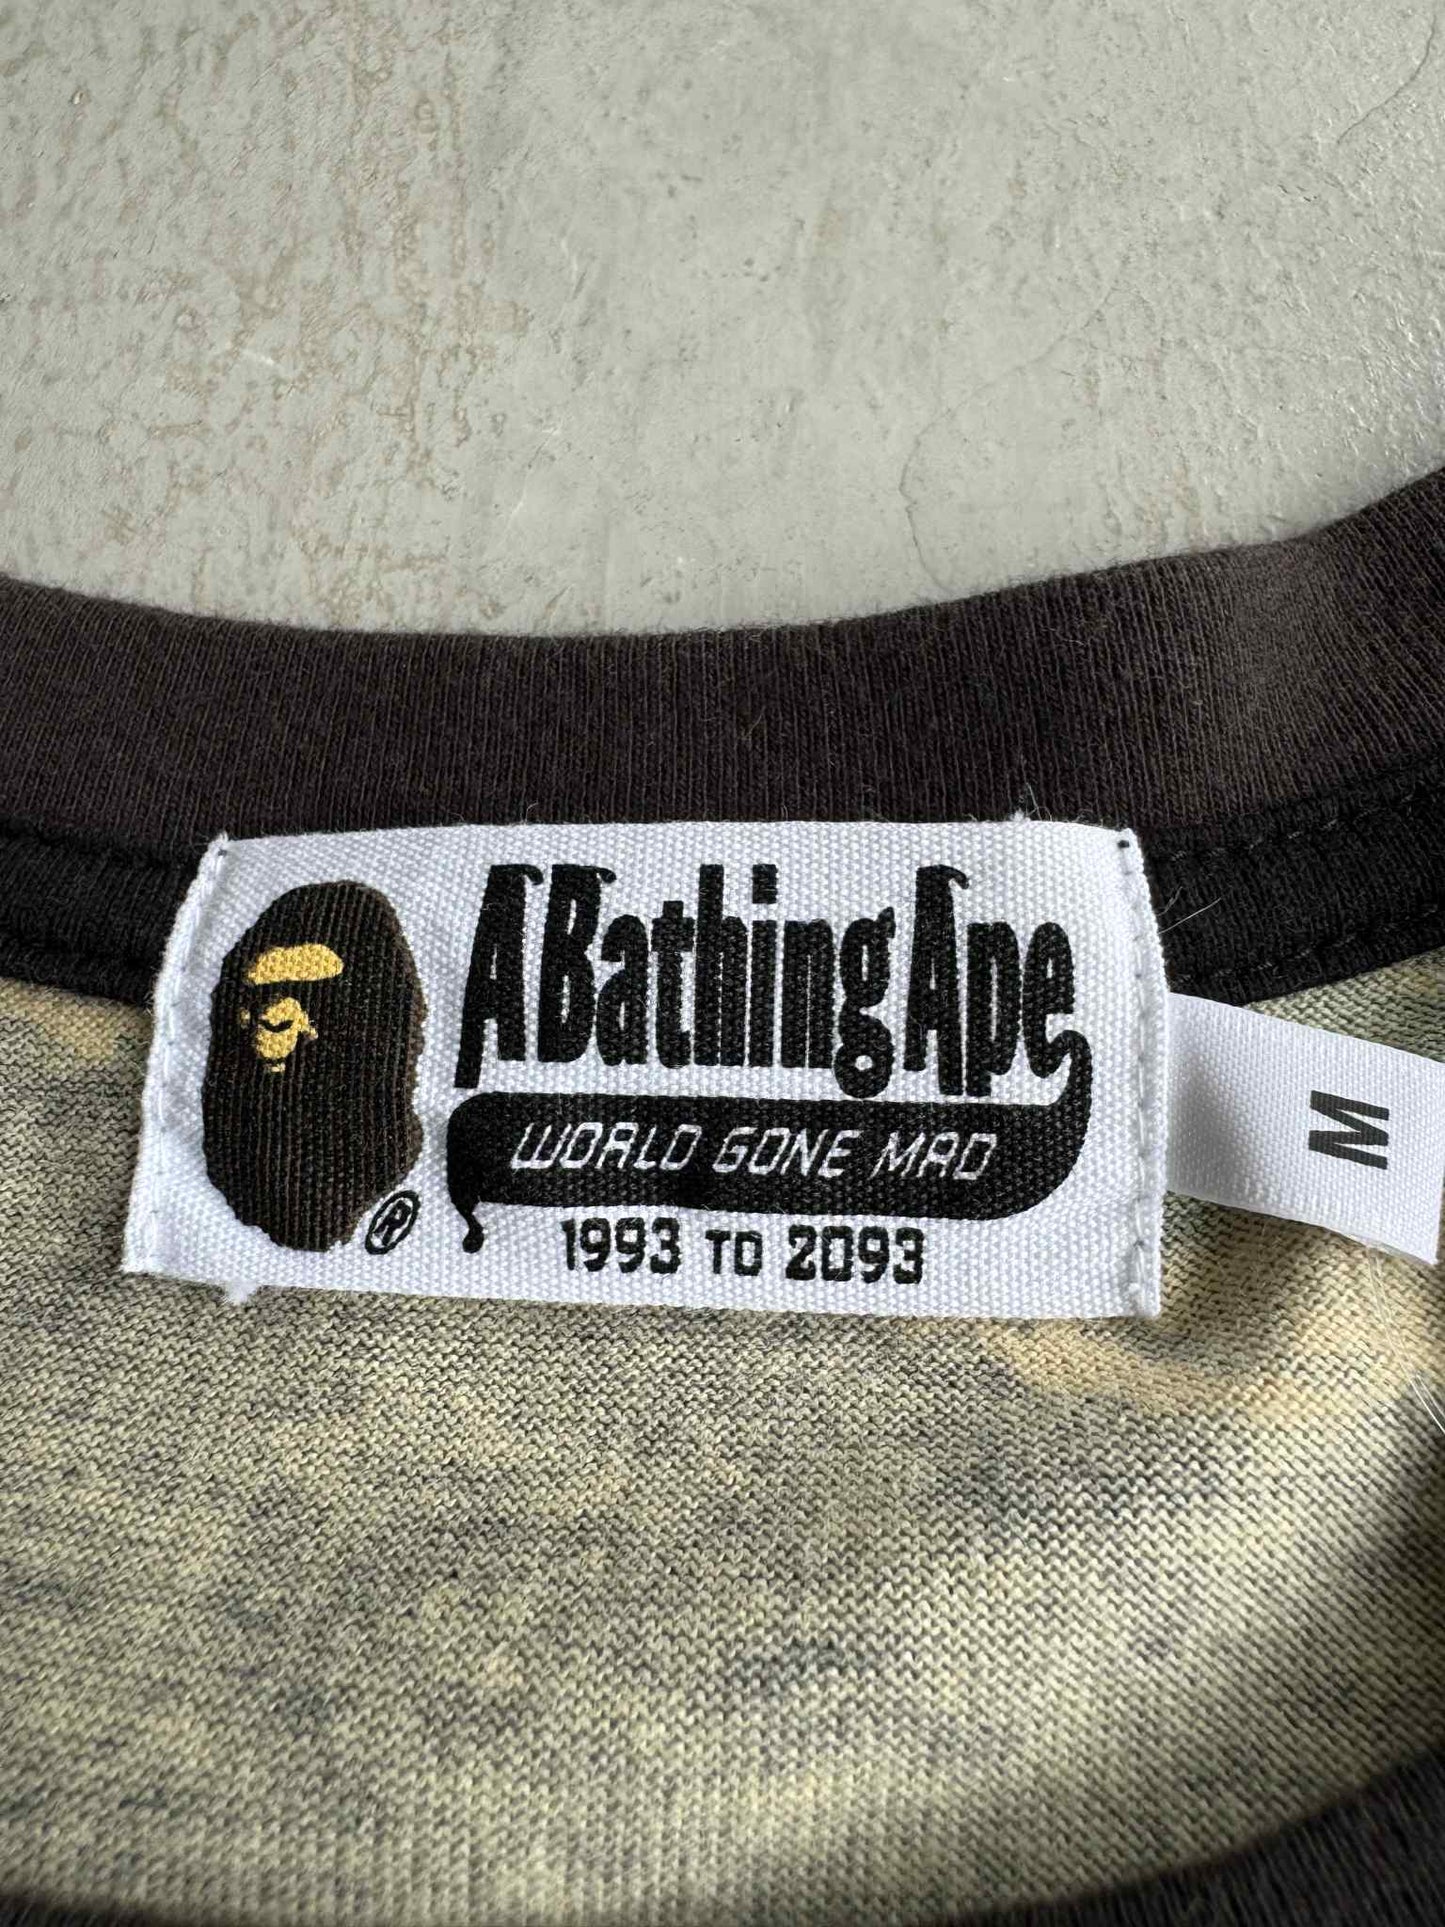 A Bathing Ape
WORLD GONE MAD
1993 TO 2093
®
M